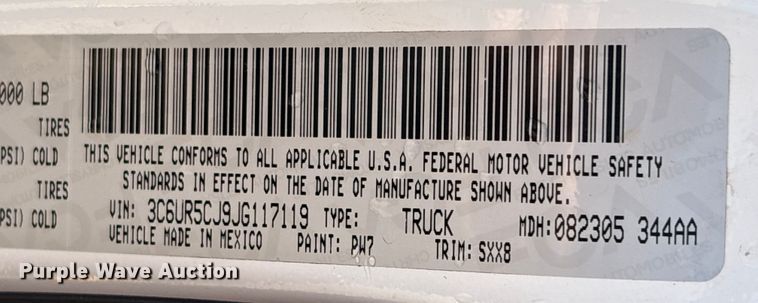 000 LB
TIRES
PSI) COLD
TIRES
PSI) COLD
THIS VEHICLE CONFORMS TO ALL APPLICABLE U.S.A. FEDERAL MOTOR VEHICLE SAFETY
STANDARDS IN EFFECT ON THE DATE OF MANUFACTURE SHOWN ABOVE.
VIN: 3C6UR5CJ9JG117119 TYPE: TRUCK MDH:082305 344AA
VEHICLE MADE IN MEXICO PAINT: PW7 TRIM: SXX8
Purple Wave Auction